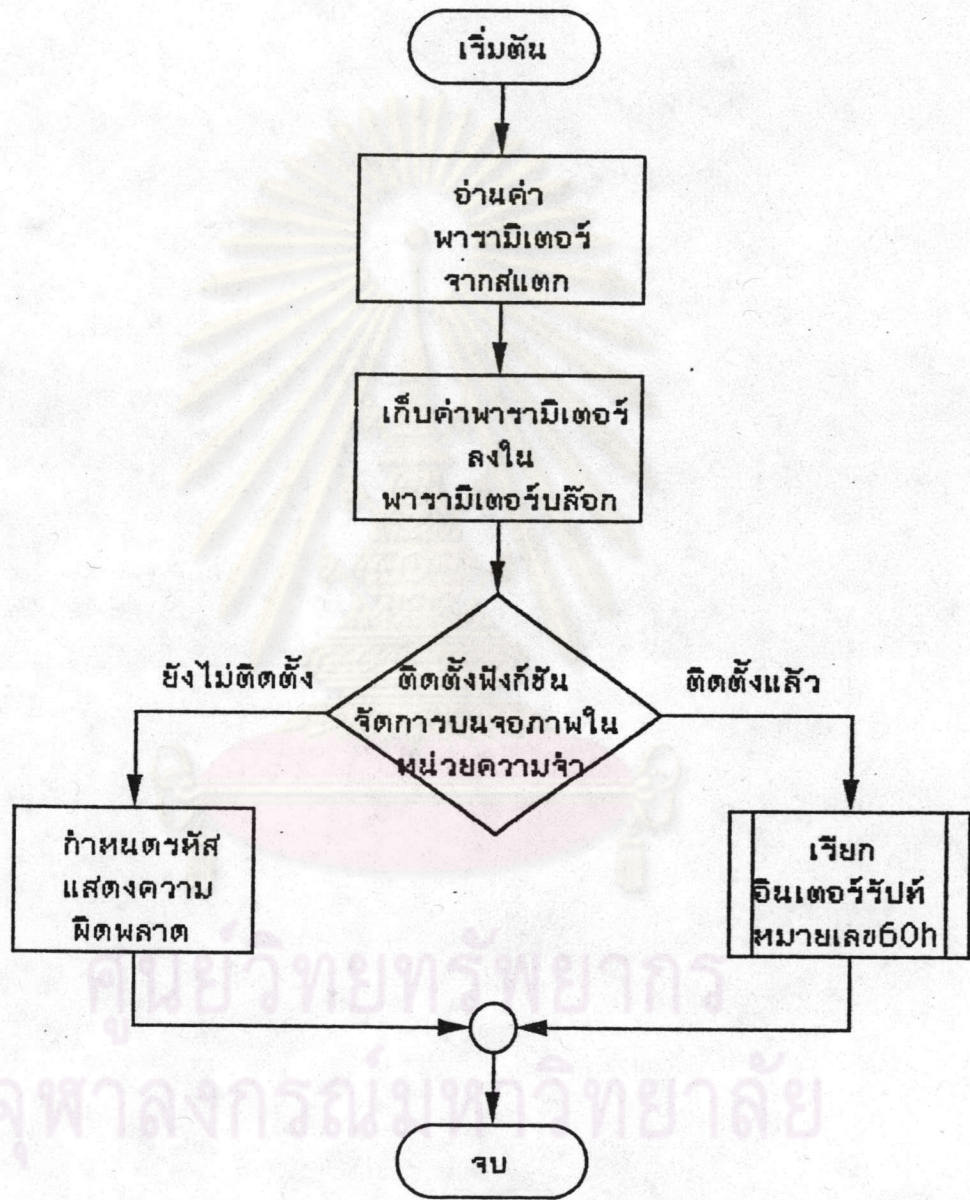 เริ่มต้น
อ่านค่า
พารามิเตอร์
จากสแตก
เก็บค่าพารามิเตอร์
ลงใน
พารามิเตอร์บล๊อก
ยังไม่ติดตั้ง
ติดตั้งฟังก์ชัน
จัดการบนจอภาพใน
หน่วยความจำ
ติดตั้งแล้ว
กำหนดรหัส
แสดงความ
ผิดพลาด
เรียก
อินเตอร์รัปท์
หมายเลข60h
ศูนย์วิทยทรัพยากร
จุฬาลงกรณ์มหาวิทยาลัย
จบ